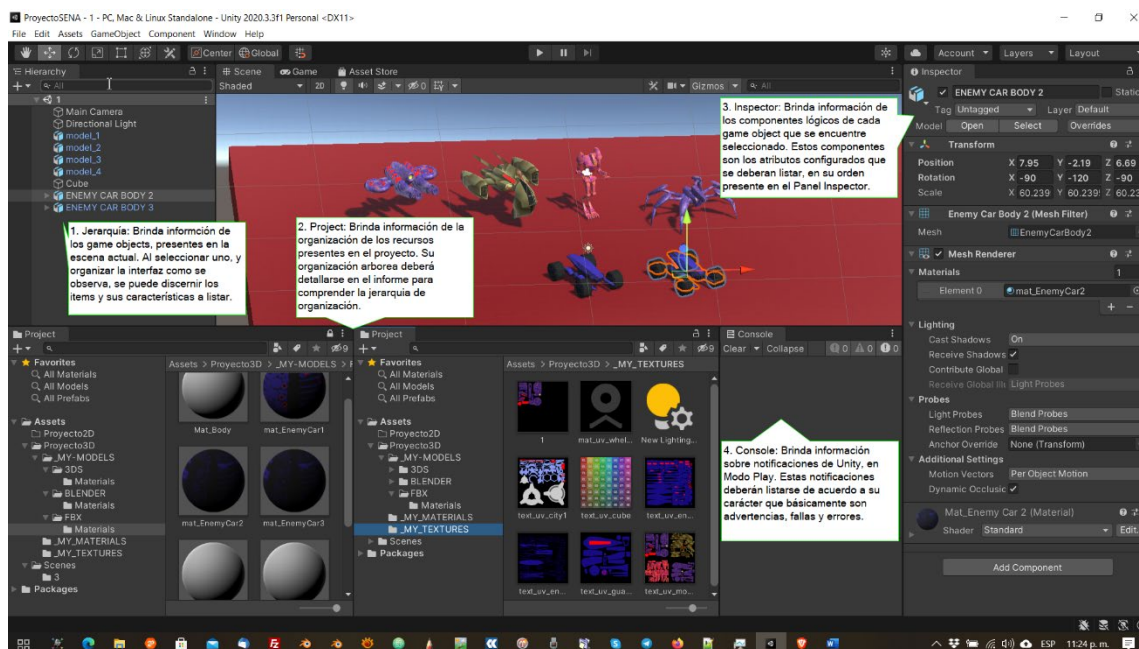 ProyectoSENA - 1 - PC, Mac & Linux Standalone - Unity 2020.3.3f1 Personal <DX11>
File Edit Assets GameObject Component Window Help
Center Global
Account Layers Layout
Hierarchy
All
1
Main Camera
Directional Light
model_1
model_2
model_3
model_4
Cube
ENEMY CAR BODY 2
ENEMY CAR BODY 3
Scene Game Asset Store
Shaded 2D 0 Gizmos All
1. Jerarquía: Brinda informción de
los game objects, presentes en la
escena actual. Al seleccionar uno, y
organizar la interfaz como se
observa, se puede discernir los
items y sus características a listar.
2. Project: Brinda información de la
organización de los recursos
presentes en el proyecto. Su
organización arborea deberá
detallarse en el informe para
comprender la jerarquia de
organización.
3. Inspector: Brinda información de
los componentes lógicos de cada
game object que se encuentre
seleccionado. Estos componentes
son los atributos configurados que
se deberan listar, en su orden
presente en el Panel Inspector.
Inspector
ENEMY CAR BODY 2 Static
Tag Untagged Layer Default
Model Open Select Overrides
Transform
Position X 7.95 Y -2.19 Z 6.69
Rotation X -90 Y -120 Z -90
Scale X 60.239 Y 60.239 Z 60.23
Enemy Car Body 2 (Mesh Filter)
Mesh EnemyCarBody2
Mesh Renderer
Materials 1
Element 0 mat_EnemyCar2
Lighting
Cast Shadows On
Receive Shadows
Contribute Global
Receive Global Illu Light Probes
Probes
Light Probes Blend Probes
Reflection Probes Blend Probes
Anchor Override None (Transform)
Additional Settings
Motion Vectors Per Object Motion
Dynamic Occlusic
Mat_Enemy Car 2 (Material)
Shader Standard Edit.
Add Component
Project
9
Favorites
All Materials
All Models
All Prefabs
Assets
Proyecto2D
Proyecto3D
_MY-MODELS
3DS
Materials
BLENDER
Materials
FBX
Materials
_MY_MATERIALS
_MY_TEXTURES
Scenes
3
Packages
Assets > Proyecto3D > _MY-MODELS > F
Mat_Body mat_EnemyCar1
mat_EnemyCar2 mat_EnemyCar3
Project
9
Favorites
All Materials
All Models
All Prefabs
Assets
Proyecto2D
Proyecto3D
_MY-MODELS
3DS
BLENDER
FBX
Materials
_MY_MATERIALS
_MY_TEXTURES
Scenes
Packages
Assets > Proyecto3D > _MY_TEXTURES
1 mat_uv_whel... New Lighting...
text_uv_city1 text_uv_cube text_uv_en...
text_uv_en... text_uv_gua... text_uv_mo...
Console
Clear Collapse 0 0 0
4. Console: Brinda información
sobre notificaciones de Unity, en
Modo Play. Estas notificaciones
deberán listarse de acuerdo a su
carácter que básicamente son
advertencias, fallas y errores.
ESP 11:24 p. m.